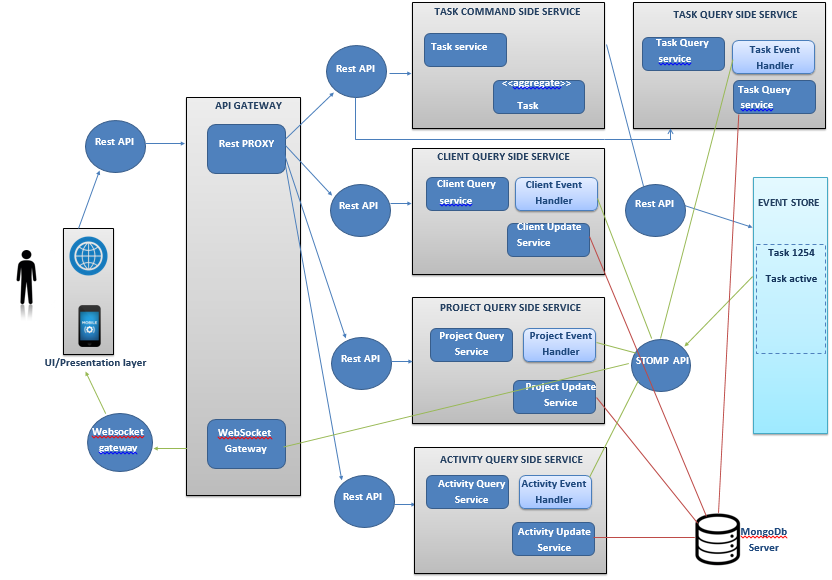 TASK COMMAND SIDE SERVICE
Task service
<<aggregate>>
Task
TASK QUERY SIDE SERVICE
Task Query
service
Task Event
Handler
Task Query
service
Rest API
API GATEWAY
Rest PROXY
Rest API
CLIENT QUERY SIDE SERVICE
Client Query
service
Client Event
Handler
Client Update
Service
Rest API
Rest API
EVENT STORE
Task 1254
Task active
MOBILE
UI/Presentation layer
PROJECT QUERY SIDE SERVICE
Project Query
Service
Project Event
Handler
Project Update
Service
Rest API
STOMP API
Websocket
gateway
WebSocket
Gateway
ACTIVITY QUERY SIDE SERVICE
Activity Query
Service
Activity Event
Handler
Activity Update
Service
Rest API
MongoDb
Server